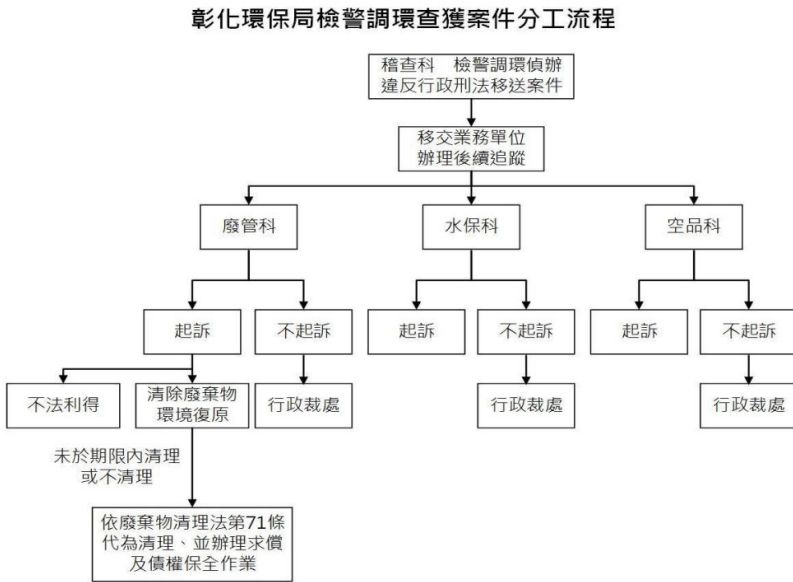 彰化環保局檢警調環查獲案件分工流程
稽查科　檢警調環偵辦
違反行政刑法移送案件
移交業務單位
辦理後續追蹤
廢管科
水保科
空品科
起訴
不起訴
起訴
不起訴
起訴
不起訴
不法利得
清除廢棄物
環境復原
行政裁處
行政裁處
行政裁處
未於期限內清理
或不清理
依廢棄物清理法第71條
代為清理、並辦理求償
及債權保全作業